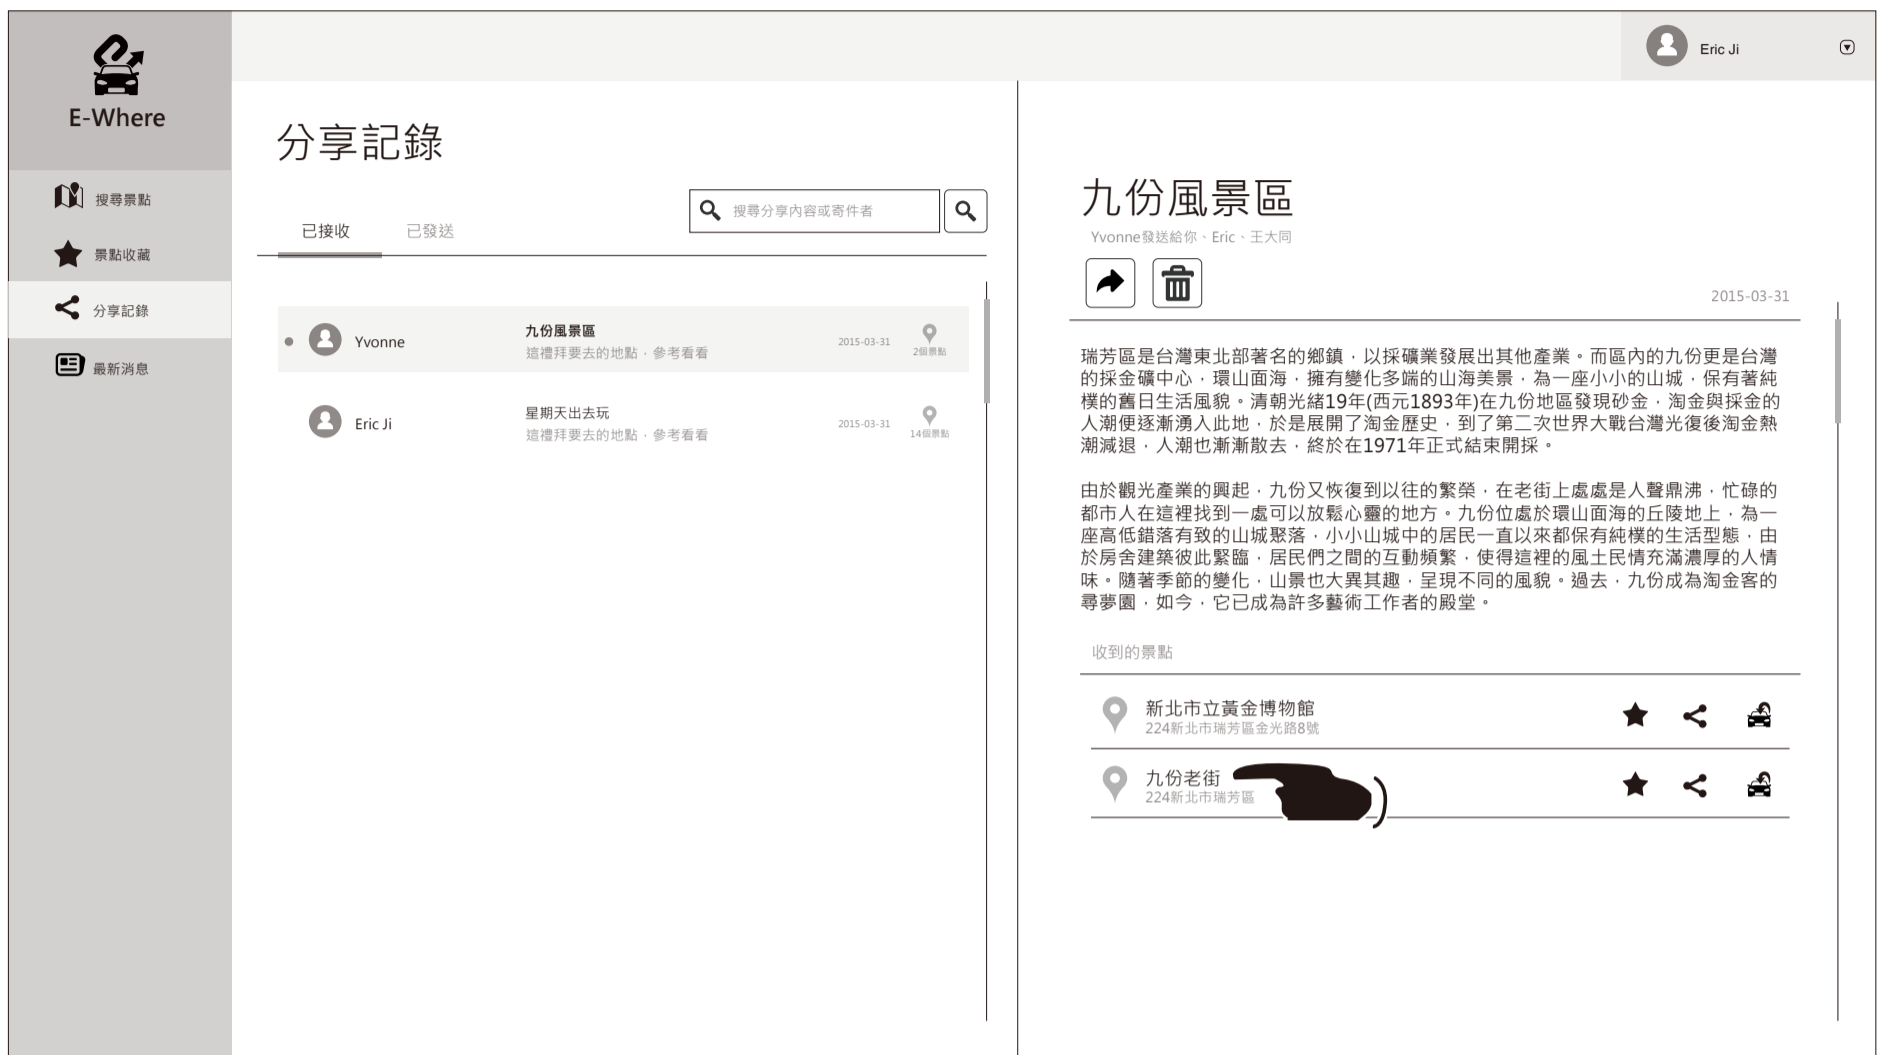 E-Where
搜尋景點
景點收藏
分享記錄
最新消息
Eric Ji
分享記錄
已接收
已發送
搜尋分享內容或寄件者
Yvonne
九份風景區
這禮拜要去的地點，參考看看
2015-03-31
2個景點
Eric Ji
星期天出去玩
這禮拜要去的地點，參考看看
2015-03-31
14個景點
九份風景區
Yvonne發送給你、Eric、王大同
2015-03-31
瑞芳區是台灣東北部著名的鄉鎮，以採礦業發展出其他產業。而區內的九份更是台灣
的採金礦中心，環山面海，擁有變化多端的山海美景，為一座小小的山城，保有著純
樸的舊日生活風貌。清朝光緒19年(西元1893年)在九份地區發現砂金，淘金與採金的
人潮便逐漸湧入此地，於是展開了淘金歷史，到了第二次世界大戰台灣光復後淘金熱
潮減退，人潮也漸漸散去，終於在1971年正式結束開採。
由於觀光產業的興起，九份又恢復到以往的繁榮，在老街上處處是人聲鼎沸，忙碌的
都市人在這裡找到一處可以放鬆心靈的地方。九份位處於環山面海的丘陵地上，為一
座高低錯落有致的山城聚落，小小山城中的居民一直以來都保有純樸的生活型態，由
於房舍建築彼此緊臨，居民們之間的互動頻繁，使得這裡的風土民情充滿濃厚的人情
味。隨著季節的變化，山景也大異其趣，呈現不同的風貌。過去，九份成為淘金客的
尋夢園，如今，它已成為許多藝術工作者的殿堂。
收到的景點
新北市立黃金博物館
224新北市瑞芳區金光路8號
九份老街
224新北市瑞芳區